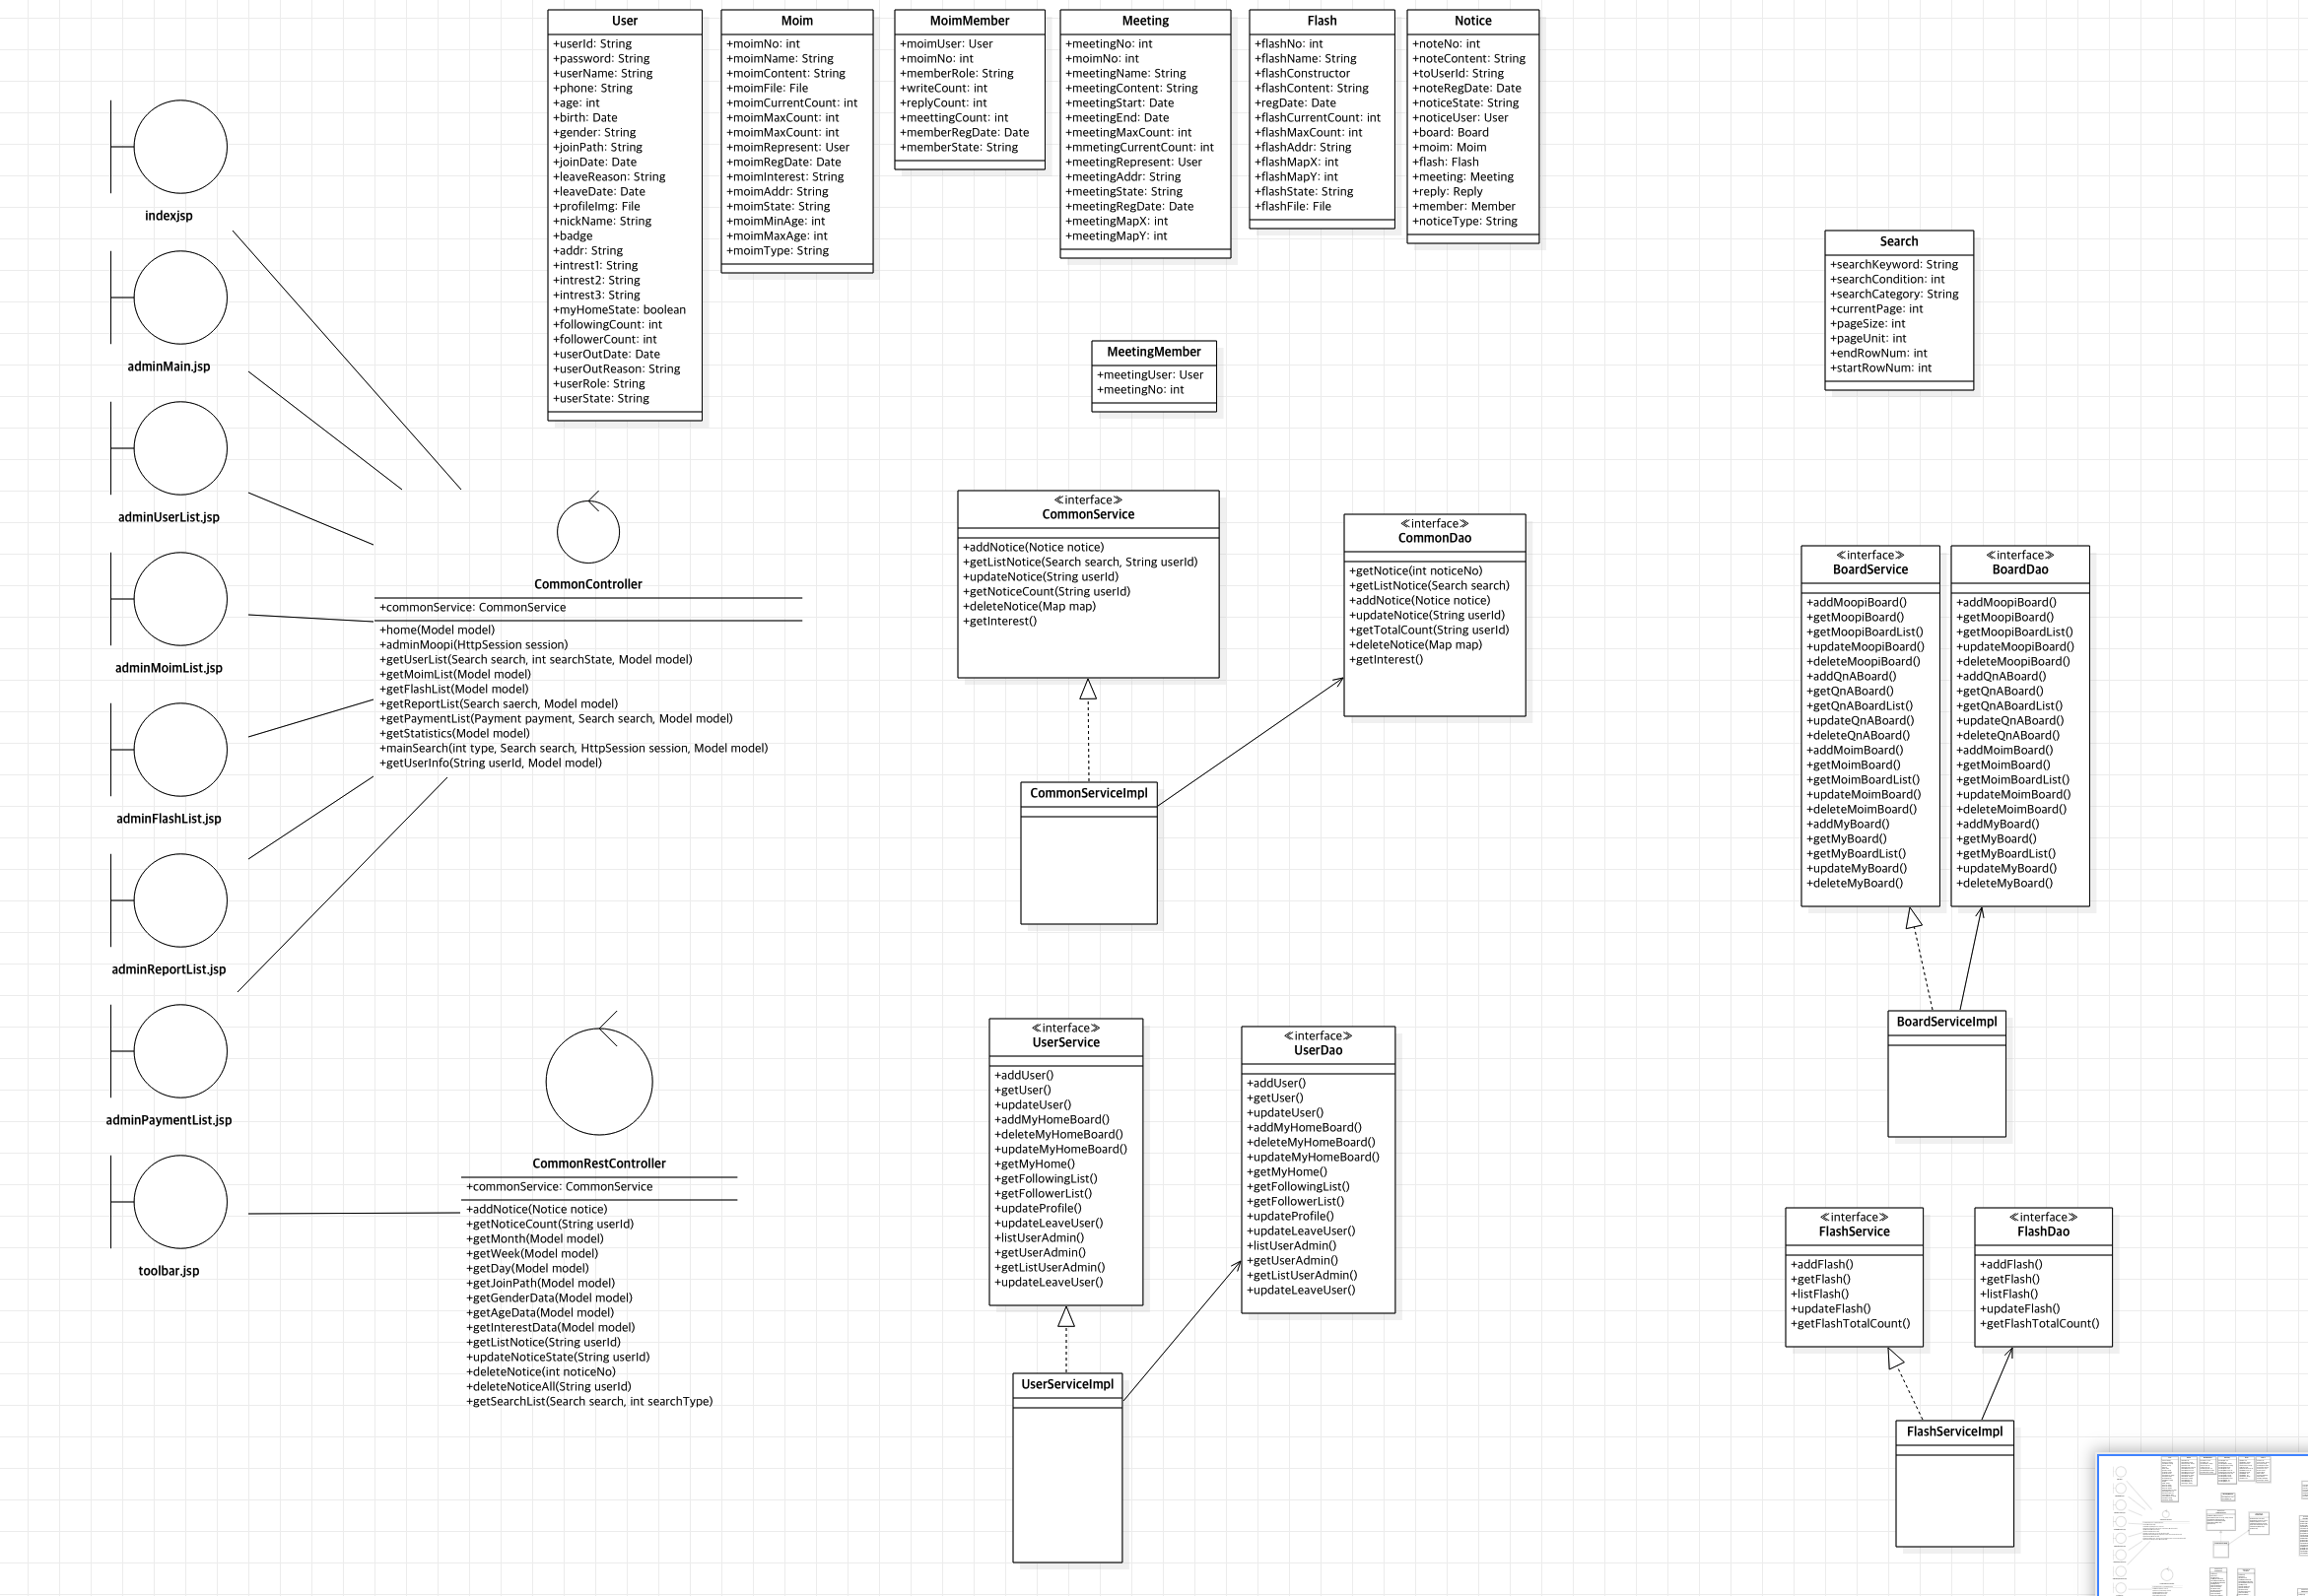 User
+userId: String
+password: String
+userName: String
+phone: String
+age: int
+birth: Date
+gender: String
+joinPath: String
+joinDate: Date
+leaveReason: String
+leaveDate: Date
+profileImg: File
+nickName: String
+badge
+addr: String
+intrest1: String
+intrest2: String
+intrest3: String
+myHomeState: boolean
+followingCount: int
+followerCount: int
+userOutDate: Date
+userOutReason: String
+userRole: String
+userState: String
Moim
+moimNo: int
+moimName: String
+moimContent: String
+moimFile: File
+moimCurrentCount: int
+moimMaxCount: int
+moimMaxCount: int
+moimRepresent: User
+moimRegDate: Date
+moimInterest: String
+moimAddr: String
+moimState: String
+moimMinAge: int
+moimMaxAge: int
+moimType: String
MoimMember
+moimUser: User
+moimNo: int
+memberRole: String
+writeCount: int
+replyCount: int
+meettingCount: int
+memberRegDate: Date
+memberState: String
Meeting
+meetingNo: int
+moimNo: int
+meetingName: String
+meetingContent: String
+meetingStart: Date
+meetingEnd: Date
+meetingMaxCount: int
+mmetingCurrentCount: int
+meetingRepresent: User
+meetingAddr: String
+meetingState: String
+meetingRegDate: Date
+meetingMapX: int
+meetingMapY: int
Flash
+flashNo: int
+flashName: String
+flashConstructor
+flashContent: String
+regDate: Date
+flashCurrentCount: int
+flashMaxCount: int
+flashAddr: String
+flashMapX: int
+flashMapY: int
+flashState: String
+flashFile: File
Notice
+noteNo: int
+noteContent: String
+toUserId: String
+noteRegDate: Date
+noticeState: String
+noticeUser: User
+board: Board
+moim: Moim
+flash: Flash
+meeting: Meeting
+reply: Reply
+member: Member
+noticeType: String
Search
+searchKeyword: String
+searchCondition: int
+searchCategory: String
+currentPage: int
+pageSize: int
+pageUnit: int
+endRowNum: int
+startRowNum: int
MeetingMember
+meetingUser: User
+meetingNo: int
indexjsp
adminMain.jsp
adminUserList.jsp
adminMoimList.jsp
adminFlashList.jsp
adminReportList.jsp
adminPaymentList.jsp
toolbar.jsp
CommonController
+commonService: CommonService
+home(Model model)
+adminMoopi(HttpSession session)
+getUserList(Search search, int searchState, Model model)
+getMoimList(Model model)
+getFlashList(Model model)
+getReportList(Search saerch, Model model)
+getPaymentList(Payment payment, Search search, Model model)
+getStatistics(Model model)
+mainSearch(int type, Search search, HttpSession session, Model model)
+getUserInfo(String userId, Model model)
≪interface≫
CommonService
+addNotice(Notice notice)
+getListNotice(Search search, String userId)
+updateNotice(String userId)
+getNoticeCount(String userId)
+deleteNotice(Map map)
+getInterest()
≪interface≫
CommonDao
+getNotice(int noticeNo)
+getListNotice(Search search)
+addNotice(Notice notice)
+updateNotice(String userId)
+getTotalCount(String userId)
+deleteNotice(Map map)
+getInterest()
CommonServiceImpl
≪interface≫
BoardService
+addMoopiBoard()
+getMoopiBoard()
+getMoopiBoardList()
+updateMoopiBoard()
+deleteMoopiBoard()
+addQnABoard()
+getQnABoard()
+getQnABoardList()
+updateQnABoard()
+deleteQnABoard()
+addMoimBoard()
+getMoimBoard()
+getMoimBoardList()
+updateMoimBoard()
+deleteMoimBoard()
+addMyBoard()
+getMyBoard()
+getMyBoardList()
+updateMyBoard()
+deleteMyBoard()
≪interface≫
BoardDao
+addMoopiBoard()
+getMoopiBoard()
+getMoopiBoardList()
+updateMoopiBoard()
+deleteMoopiBoard()
+addQnABoard()
+getQnABoard()
+getQnABoardList()
+updateQnABoard()
+deleteQnABoard()
+addMoimBoard()
+getMoimBoard()
+getMoimBoardList()
+updateMoimBoard()
+deleteMoimBoard()
+addMyBoard()
+getMyBoard()
+getMyBoardList()
+updateMyBoard()
+deleteMyBoard()
BoardServiceImpl
CommonRestController
+commonService: CommonService
+addNotice(Notice notice)
+getNoticeCount(String userId)
+getMonth(Model model)
+getWeek(Model model)
+getDay(Model model)
+getJoinPath(Model model)
+getGenderData(Model model)
+getAgeData(Model model)
+getInterestData(Model model)
+getListNotice(String userId)
+updateNoticeState(String userId)
+deleteNotice(int noticeNo)
+deleteNoticeAll(String userId)
+getSearchList(Search search, int searchType)
≪interface≫
UserService
+addUser()
+getUser()
+updateUser()
+addMyHomeBoard()
+deleteMyHomeBoard()
+updateMyHomeBoard()
+getMyHome()
+getFollowingList()
+getFollowerList()
+updateProfile()
+updateLeaveUser()
+listUserAdmin()
+getUserAdmin()
+getListUserAdmin()
+updateLeaveUser()
≪interface≫
UserDao
+addUser()
+getUser()
+updateUser()
+addMyHomeBoard()
+deleteMyHomeBoard()
+updateMyHomeBoard()
+getMyHome()
+getFollowingList()
+getFollowerList()
+updateProfile()
+updateLeaveUser()
+listUserAdmin()
+getUserAdmin()
+getListUserAdmin()
+updateLeaveUser()
UserServiceImpl
≪interface≫
FlashService
+addFlash()
+getFlash()
+listFlash()
+updateFlash()
+getFlashTotalCount()
≪interface≫
FlashDao
+addFlash()
+getFlash()
+listFlash()
+updateFlash()
+getFlashTotalCount()
FlashServiceImpl